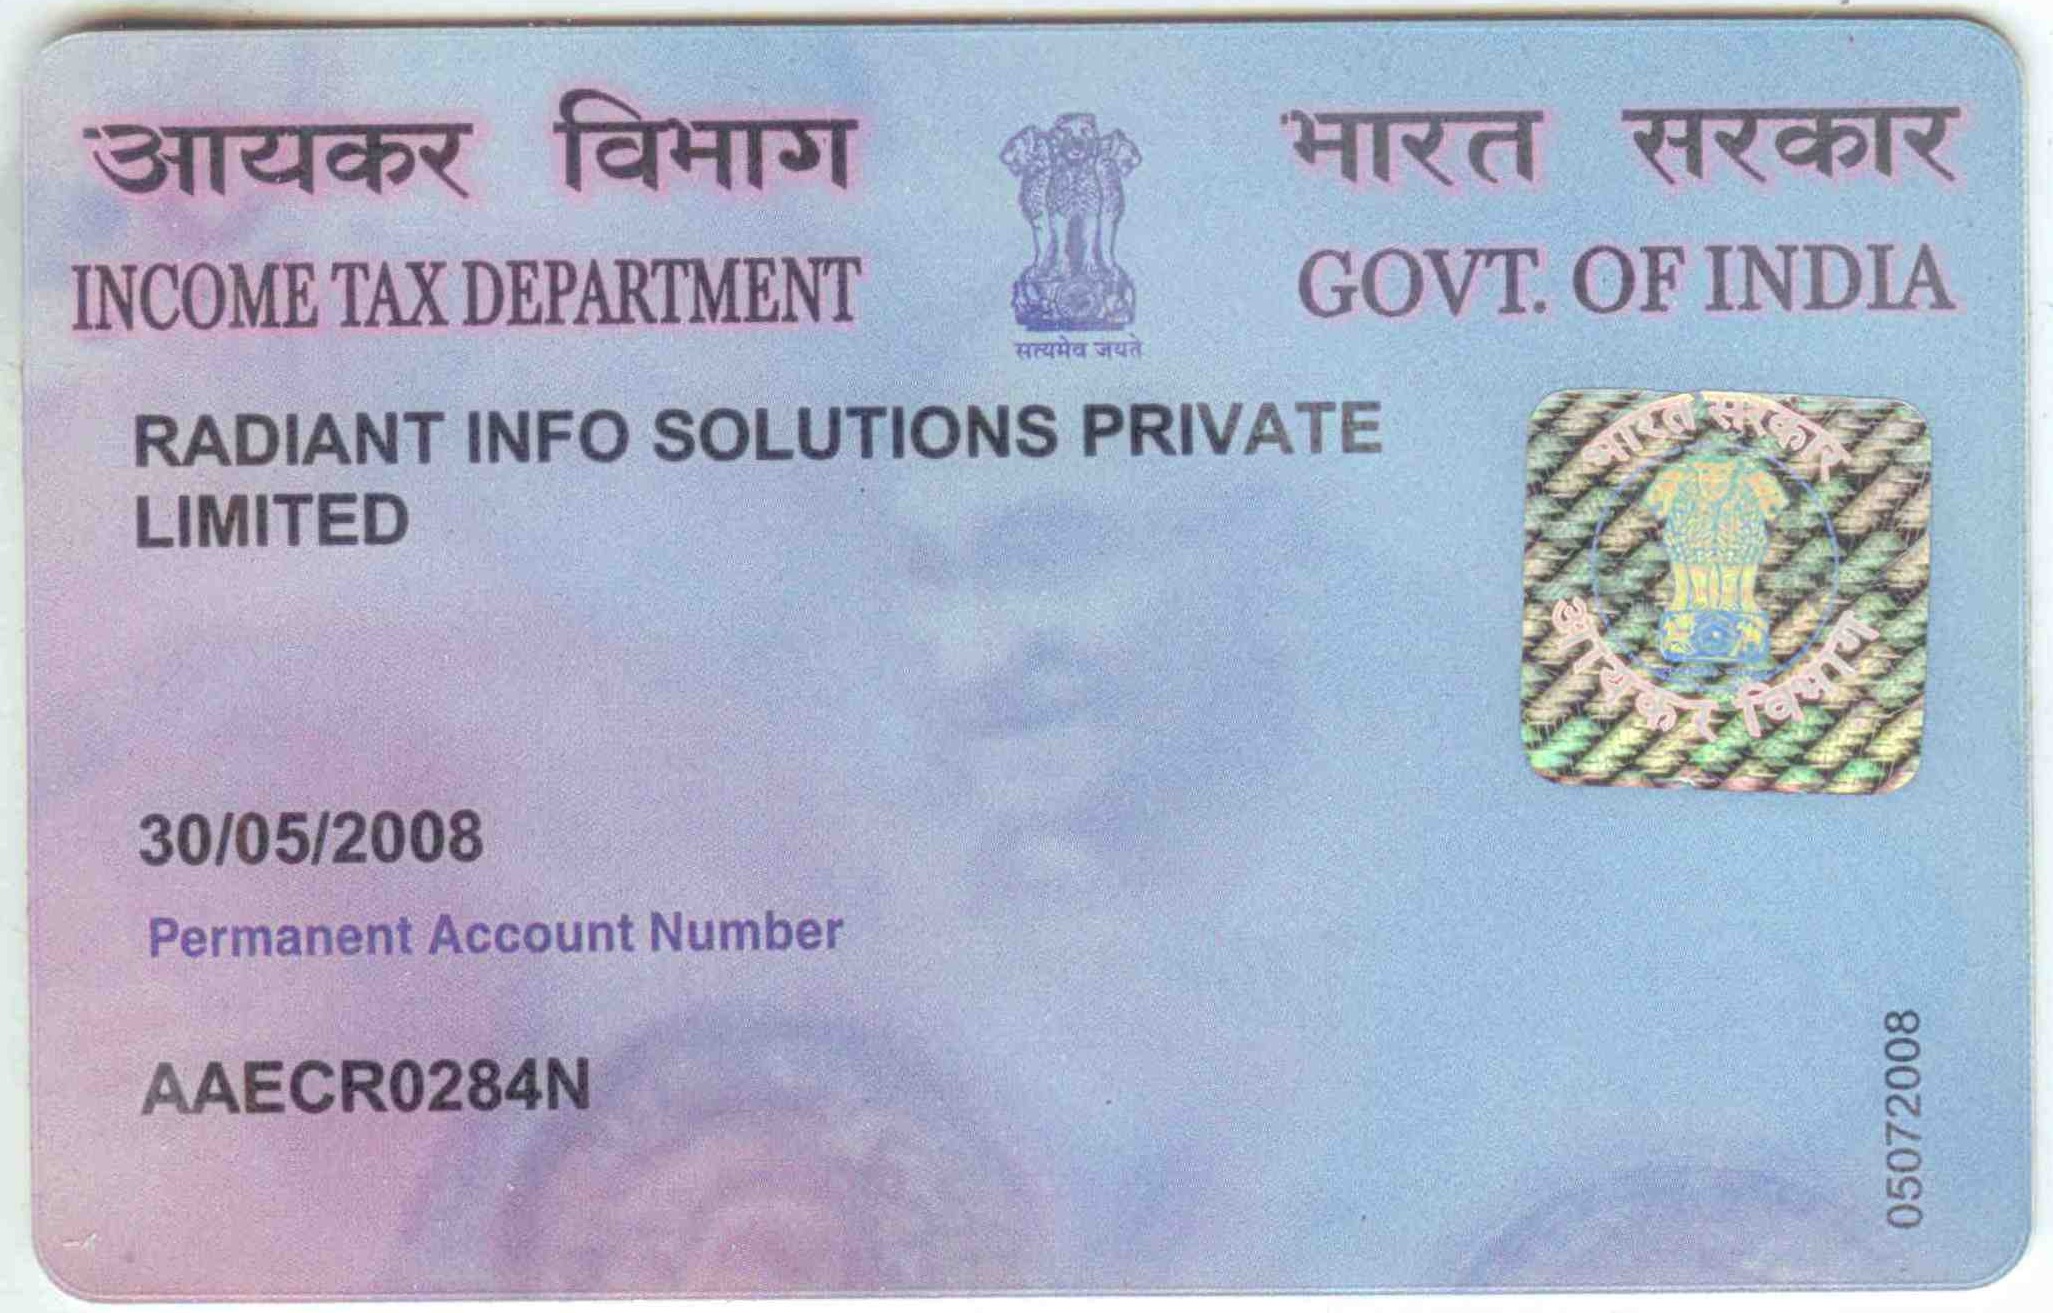 आयकर विभाग
INCOME TAX DEPARTMENT
सत्यमेव जयते
भारत सरकार
GOVT. OF INDIA
RADIANT INFO SOLUTIONS PRIVATE
LIMITED
भारत सरकार
आयकर विभाग
30/05/2008
Permanent Account Number
AAECR0284N
05072008